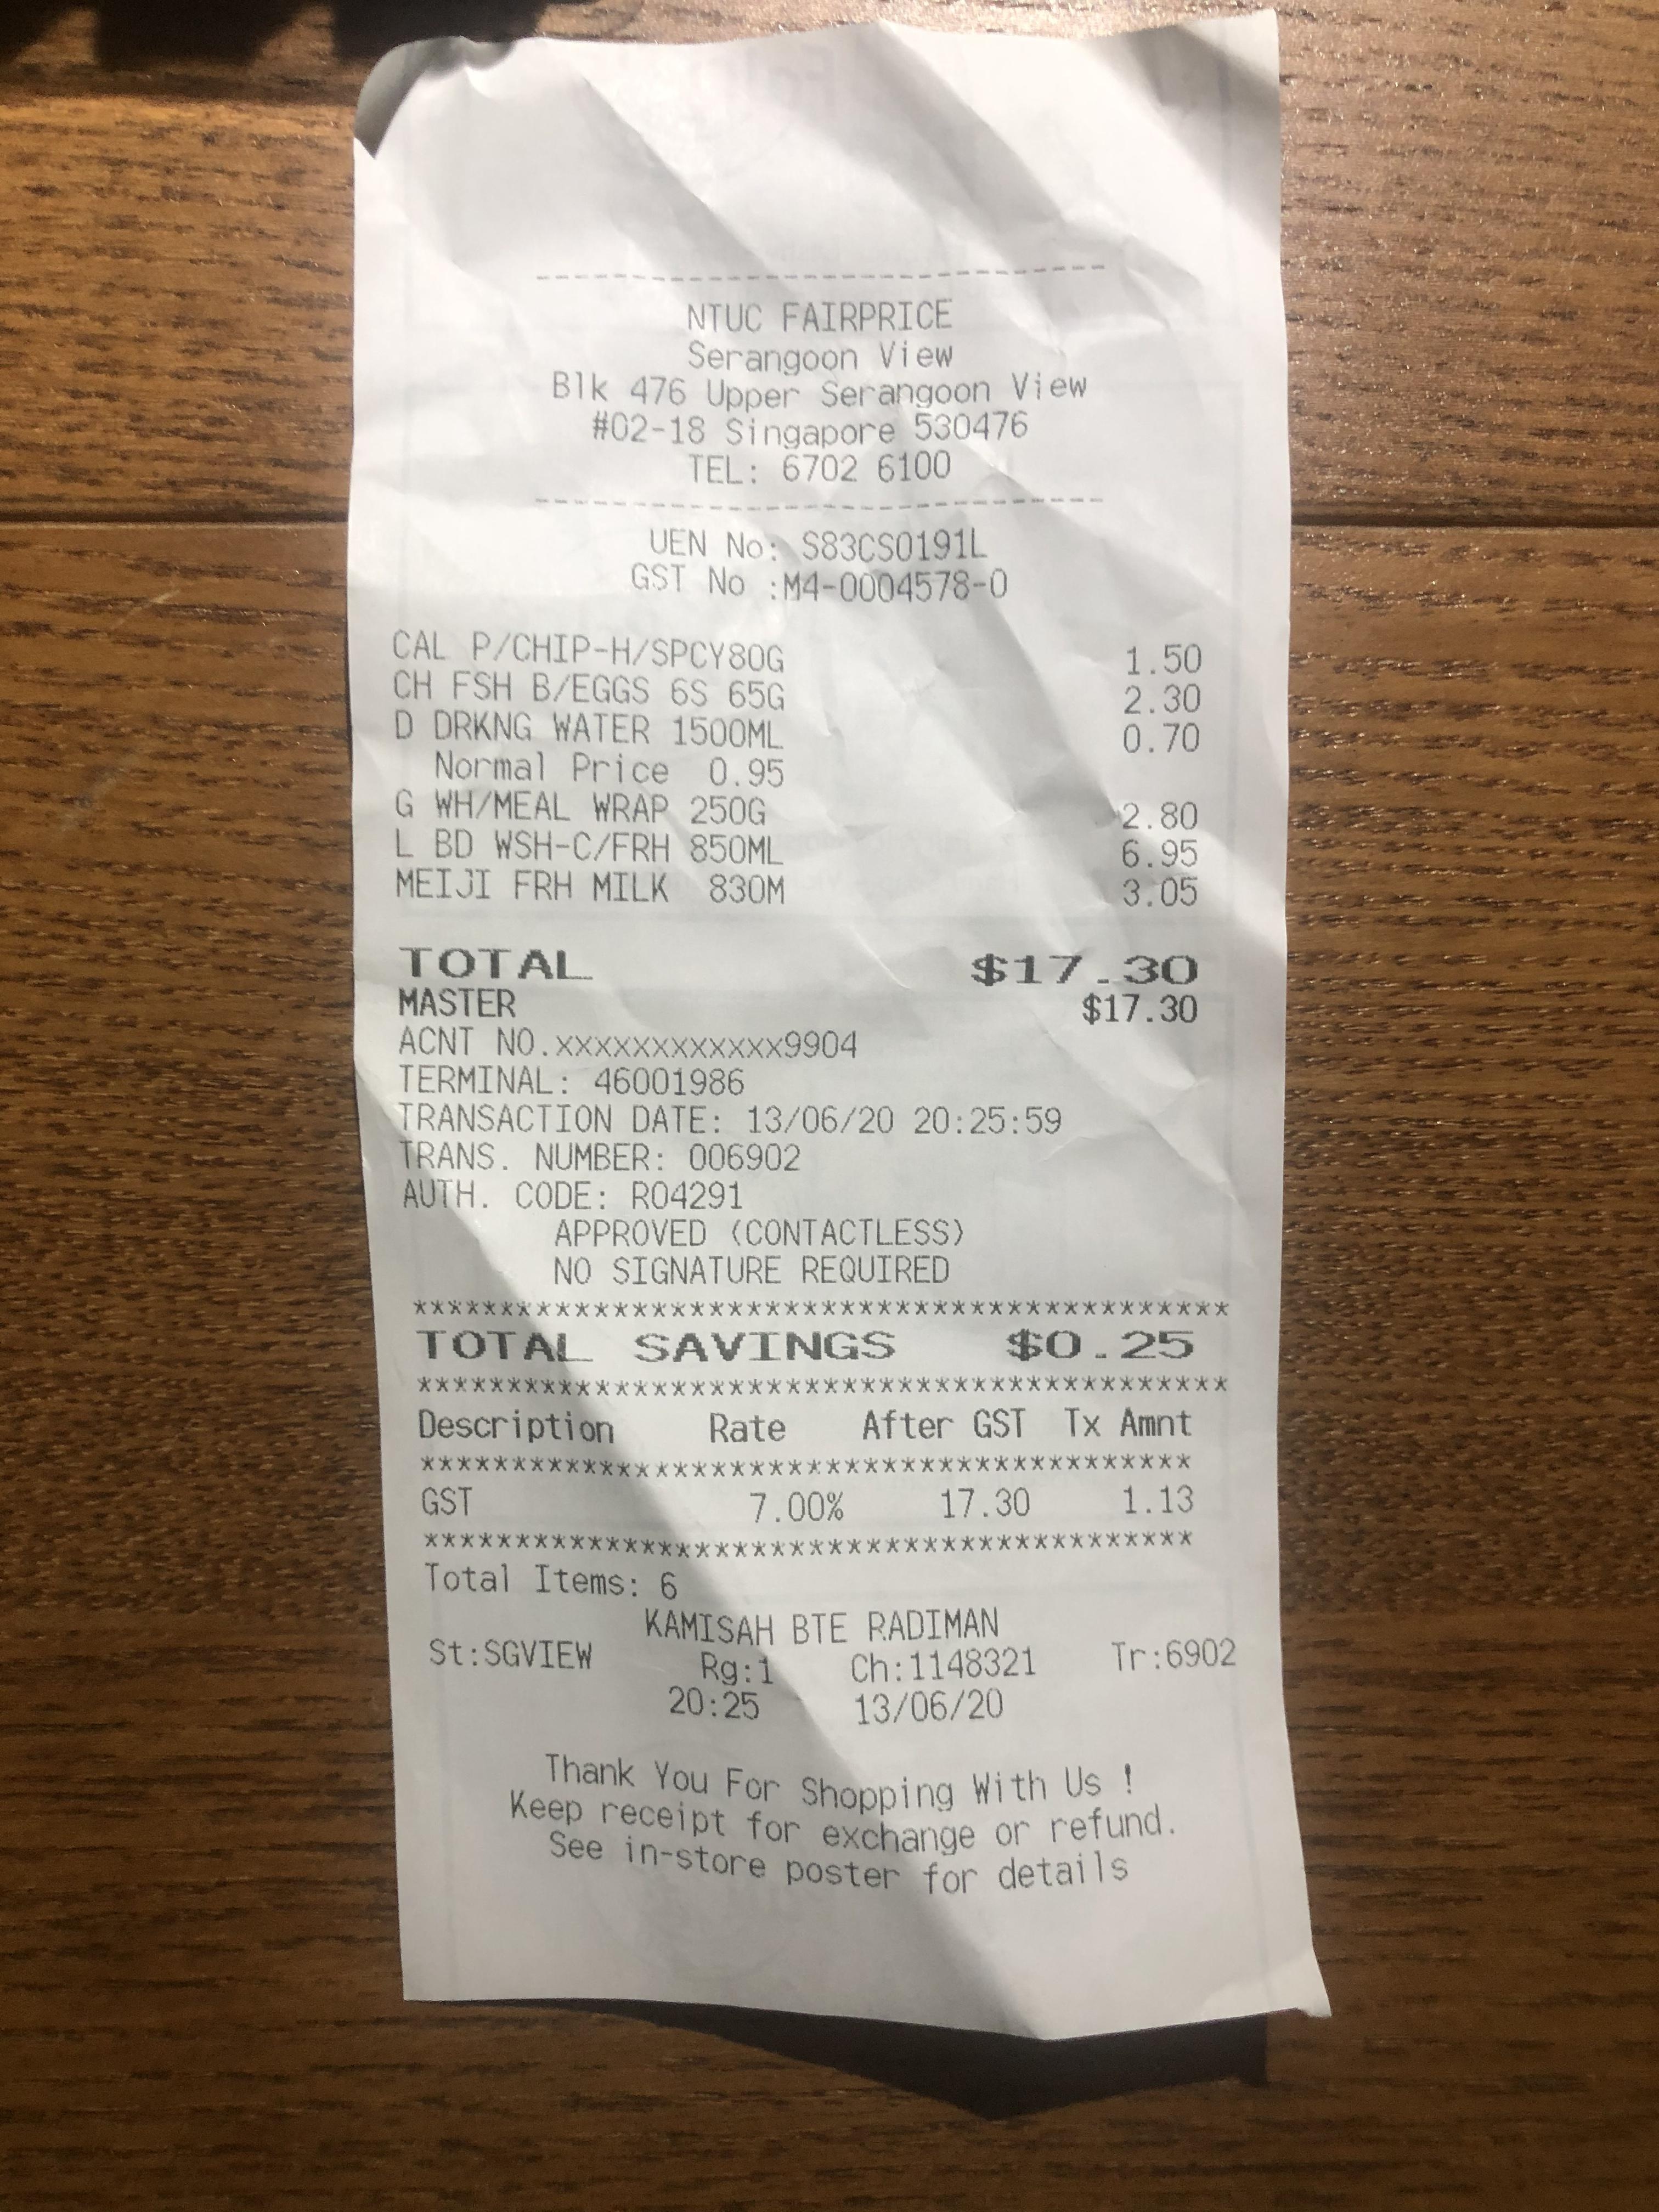 --------------------------------
NTUC FAIRPRICE
Serangoon View
Blk 476 Upper Serangoon View
#02-18 Singapore 530476
TEL: 6702 6100
--------------------------------
UEN No: S83CS0191L
GST No :M4-0004578-0
CAL P/CHIP-H/SPCY80G 1.50
CH FSH B/EGGS 6S 65G 2.30
D DRKNG WATER 1500ML 0.70
Normal Price 0.95
G WH/MEAL WRAP 250G 2.80
L BD WSH-C/FRH 850ML 6.95
MEIJI FRH MILK 830M 3.05
TOTAL $17.30
MASTER $17.30
ACNT NO.xxxxxxxxxxxx9904
TERMINAL: 46001986
TRANSACTION DATE: 13/06/20 20:25:59
TRANS. NUMBER: 006902
AUTH. CODE: R04291
APPROVED (CONTACTLESS)
NO SIGNATURE REQUIRED
******************************************
TOTAL SAVINGS $0.25
******************************************
Description Rate After GST Tx Amnt
****************************************
GST 7.00% 17.30 1.13
****************************************
Total Items: 6
KAMISAH BTE RADIMAN
St:SGVIEW Rg:1 Ch:1148321 Tr:6902
20:25 13/06/20
Thank You For Shopping With Us !
Keep receipt for exchange or refund.
See in-store poster for details